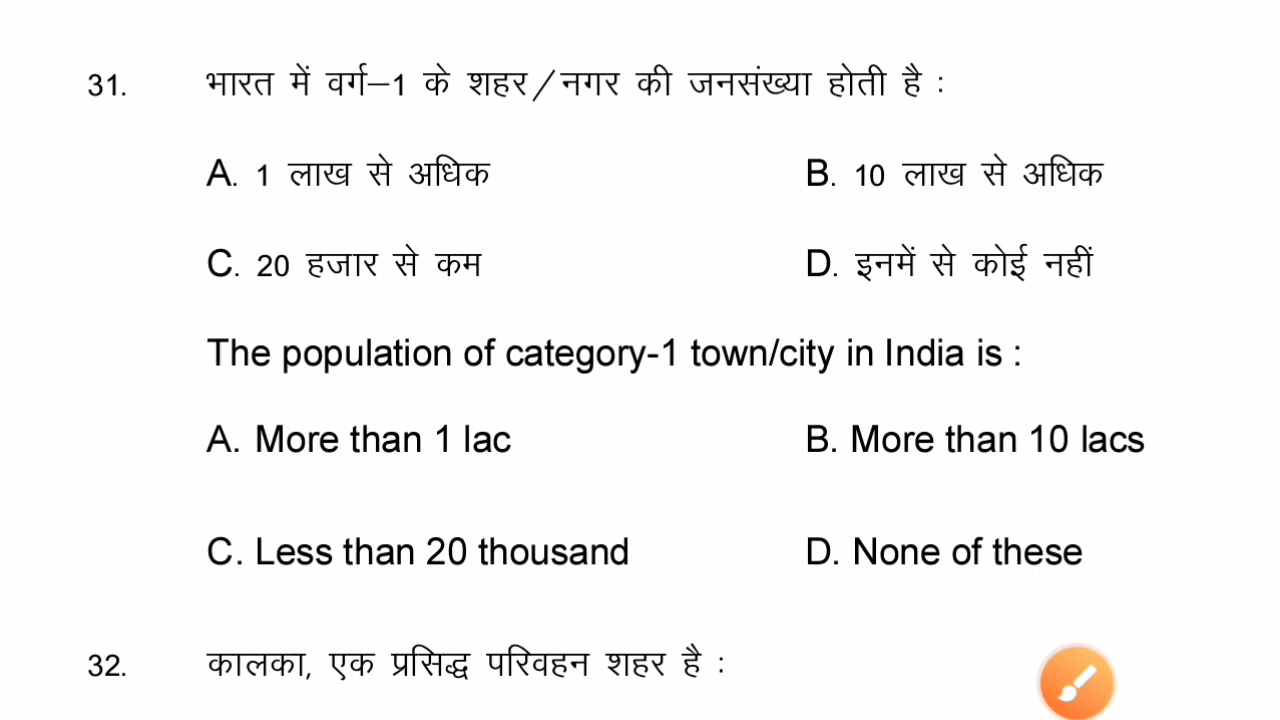 31. भारत में वर्ग–1 के शहर/नगर की जनसंख्या होती है :
A. 1 लाख से अधिक B. 10 लाख से अधिक
C. 20 हजार से कम D. इनमें से कोई नहीं
The population of category-1 town/city in India is :
A. More than 1 lac B. More than 10 lacs
C. Less than 20 thousand D. None of these
32. कालका, एक प्रसिद्ध परिवहन शहर है :